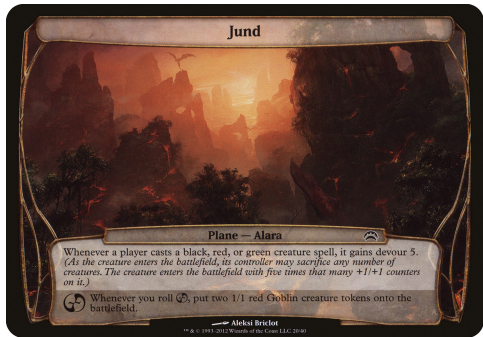 Jund
Plane — Alara
Whenever a player casts a black, red, or green creature spell, it gains devour 5.
(As the creature enters the battlefield, its controller may sacrifice any number of
creatures. The creature enters the battlefield with five times that many +1/+1 counters
on it.)
Whenever you roll , put two 1/1 red Goblin creature tokens onto the
battlefield.
Aleksi Briclot
™ & © 1993–2012 Wizards of the Coast LLC 20/40